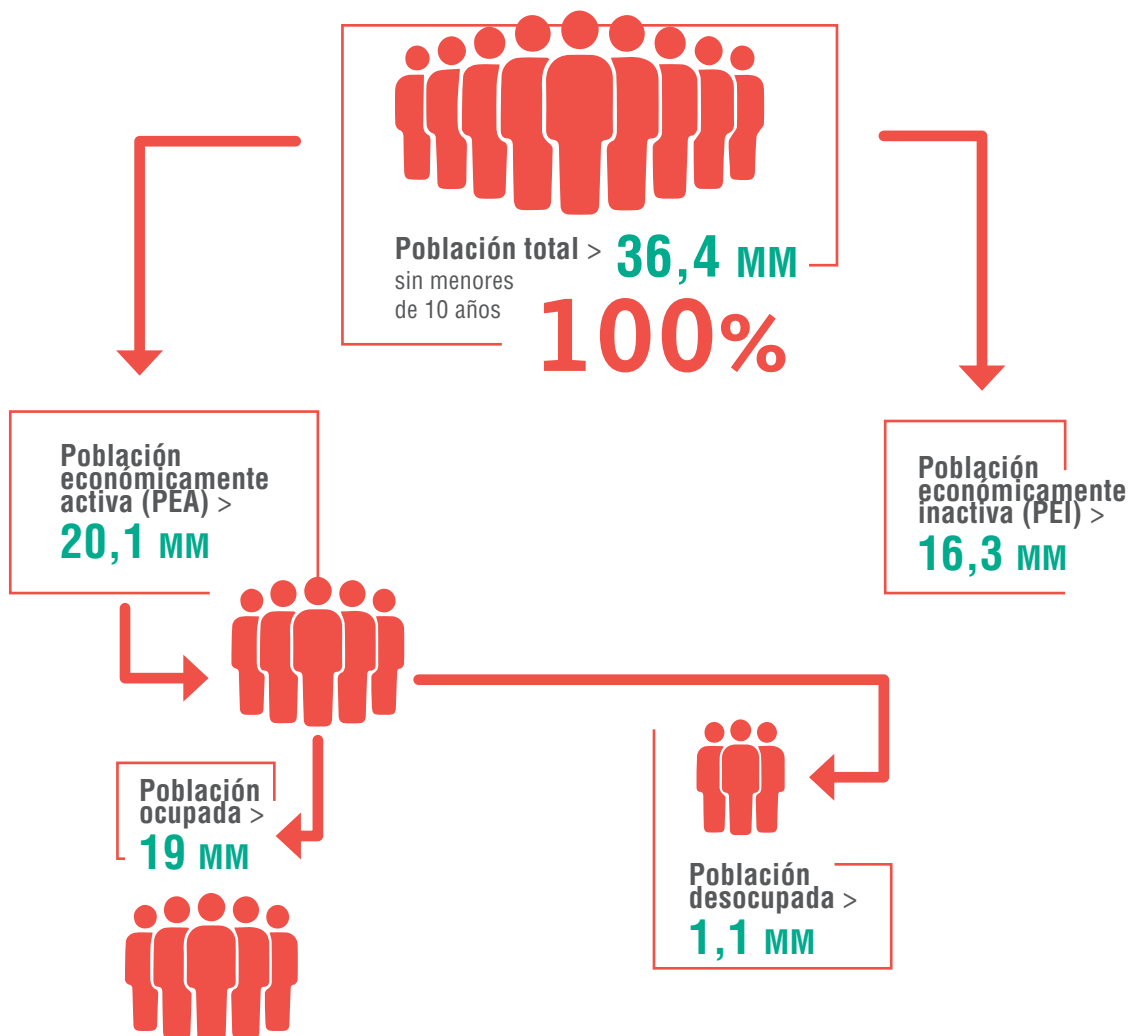 Población total > 36,4 MM
sin menores
de 10 años
100%
Población
económicamente
activa (PEA) >
20,1 MM
Población
económicamente
inactiva (PEI) >
16,3 MM
Población
ocupada >
19 MM
Población
desocupada >
1,1 MM